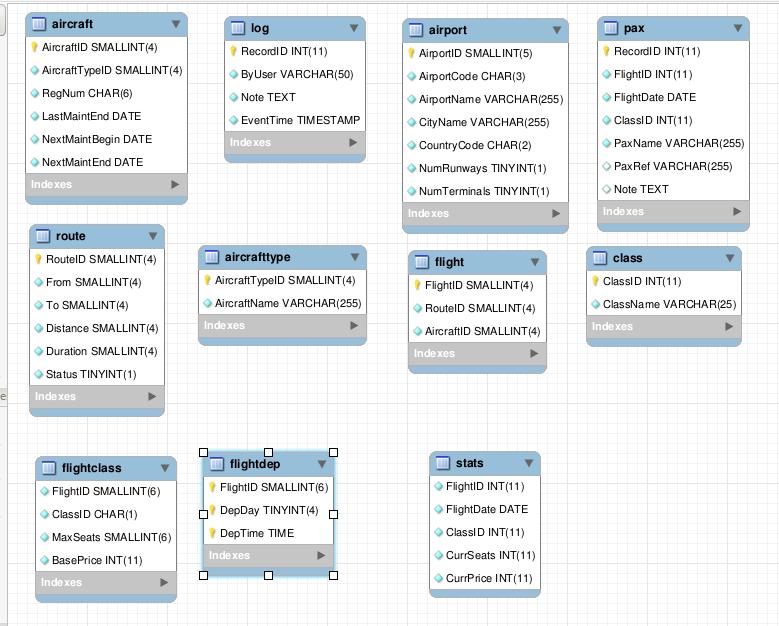 aircraft
AircraftID SMALLINT(4)
AircraftTypeID SMALLINT(4)
RegNum CHAR(6)
LastMaintEnd DATE
NextMaintBegin DATE
NextMaintEnd DATE
Indexes
log
RecordID INT(11)
ByUser VARCHAR(50)
Note TEXT
EventTime TIMESTAMP
Indexes
airport
AirportID SMALLINT(5)
AirportCode CHAR(3)
AirportName VARCHAR(255)
CityName VARCHAR(255)
CountryCode CHAR(2)
NumRunways TINYINT(1)
NumTerminals TINYINT(1)
Indexes
pax
RecordID INT(11)
FlightID INT(11)
FlightDate DATE
ClassID INT(11)
PaxName VARCHAR(255)
PaxRef VARCHAR(255)
Note TEXT
Indexes
route
RouteID SMALLINT(4)
From SMALLINT(4)
To SMALLINT(4)
Distance SMALLINT(4)
Duration SMALLINT(4)
Status TINYINT(1)
Indexes
aircrafttype
AircraftTypeID SMALLINT(4)
AircraftName VARCHAR(255)
Indexes
flight
FlightID SMALLINT(4)
RouteID SMALLINT(4)
AircraftID SMALLINT(4)
Indexes
class
ClassID INT(11)
ClassName VARCHAR(25)
Indexes
flightclass
FlightID SMALLINT(6)
ClassID CHAR(1)
MaxSeats SMALLINT(6)
BasePrice INT(11)
Indexes
flightdep
FlightID SMALLINT(6)
DepDay TINYINT(4)
DepTime TIME
Indexes
stats
FlightID INT(11)
FlightDate DATE
ClassID INT(11)
CurrSeats INT(11)
CurrPrice INT(11)